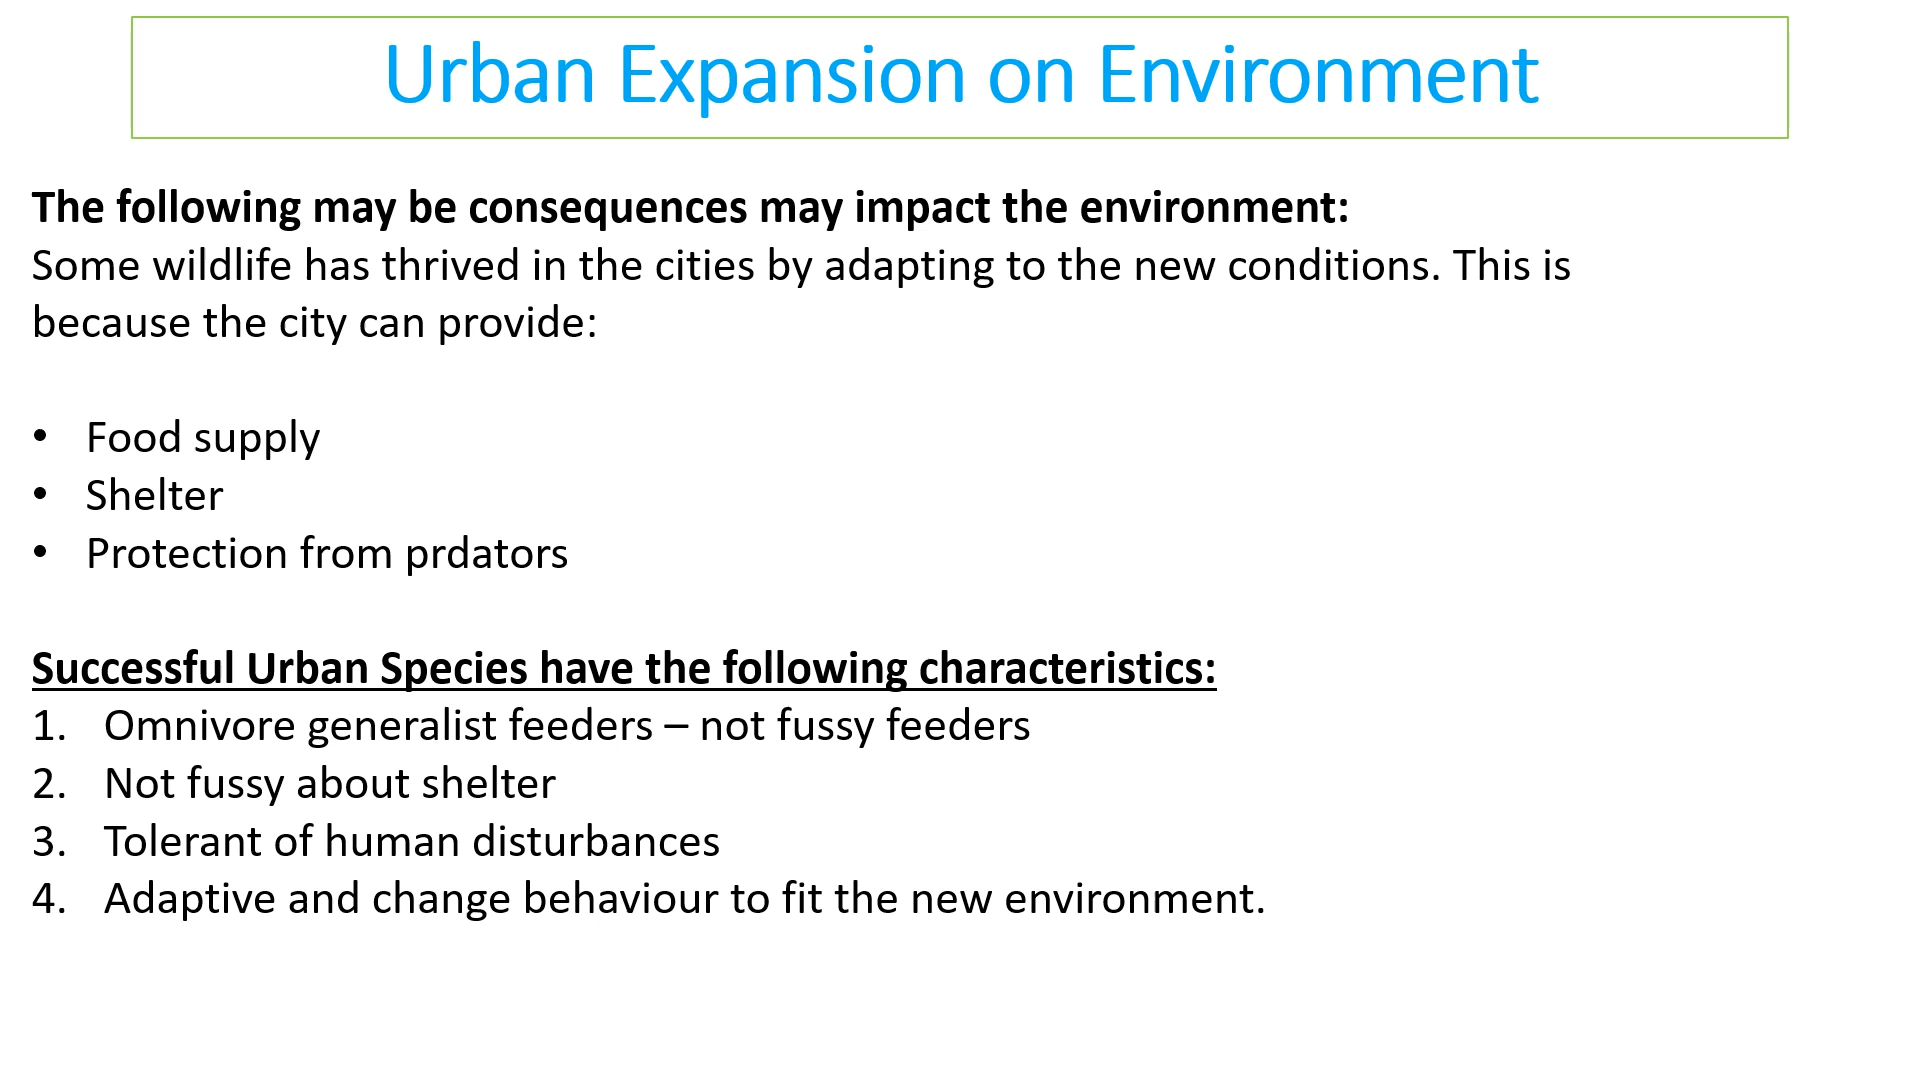 Urban Expansion on Environment
The following may be consequences may impact the environment:
Some wildlife has thrived in the cities by adapting to the new conditions. This is
because the city can provide:
• Food supply
• Shelter
• Protection from prdators
Successful Urban Species have the following characteristics:
1. Omnivore generalist feeders – not fussy feeders
2. Not fussy about shelter
3. Tolerant of human disturbances
4. Adaptive and change behaviour to fit the new environment.